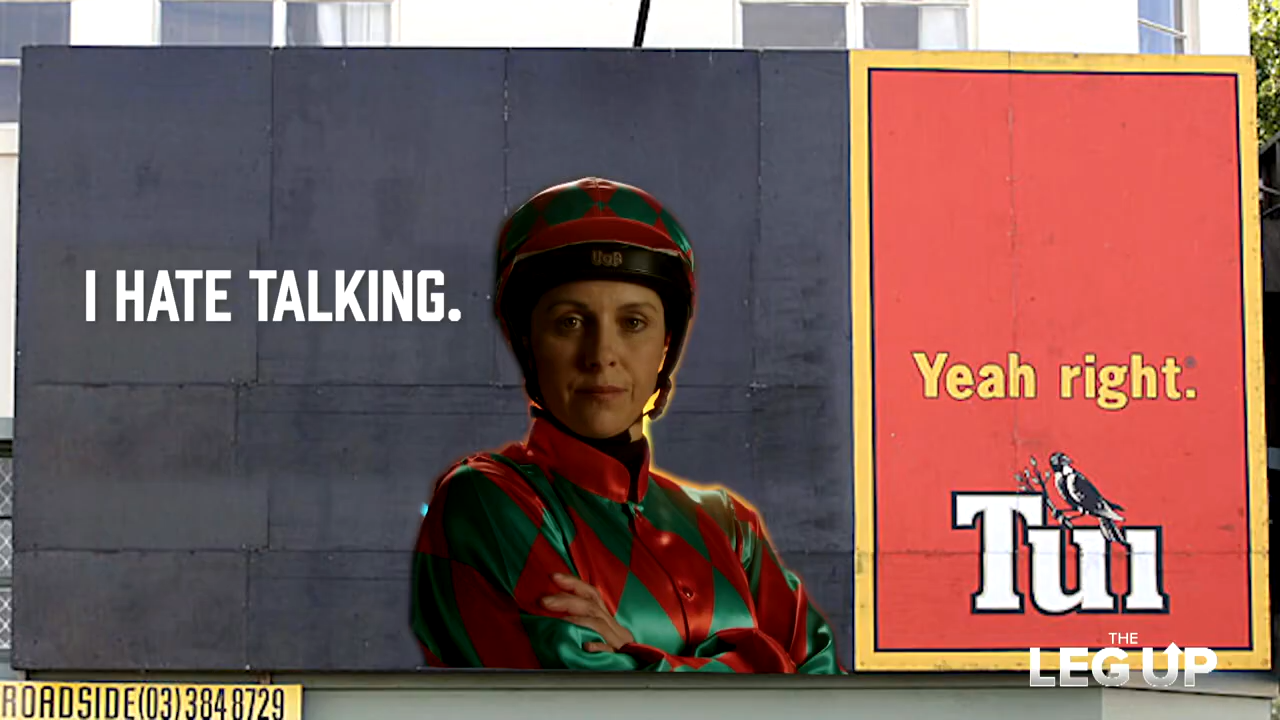 I HATE TALKING.
Yeah right.®
Tui
THE
LEG UP
ROADSIDE(03)384 8729